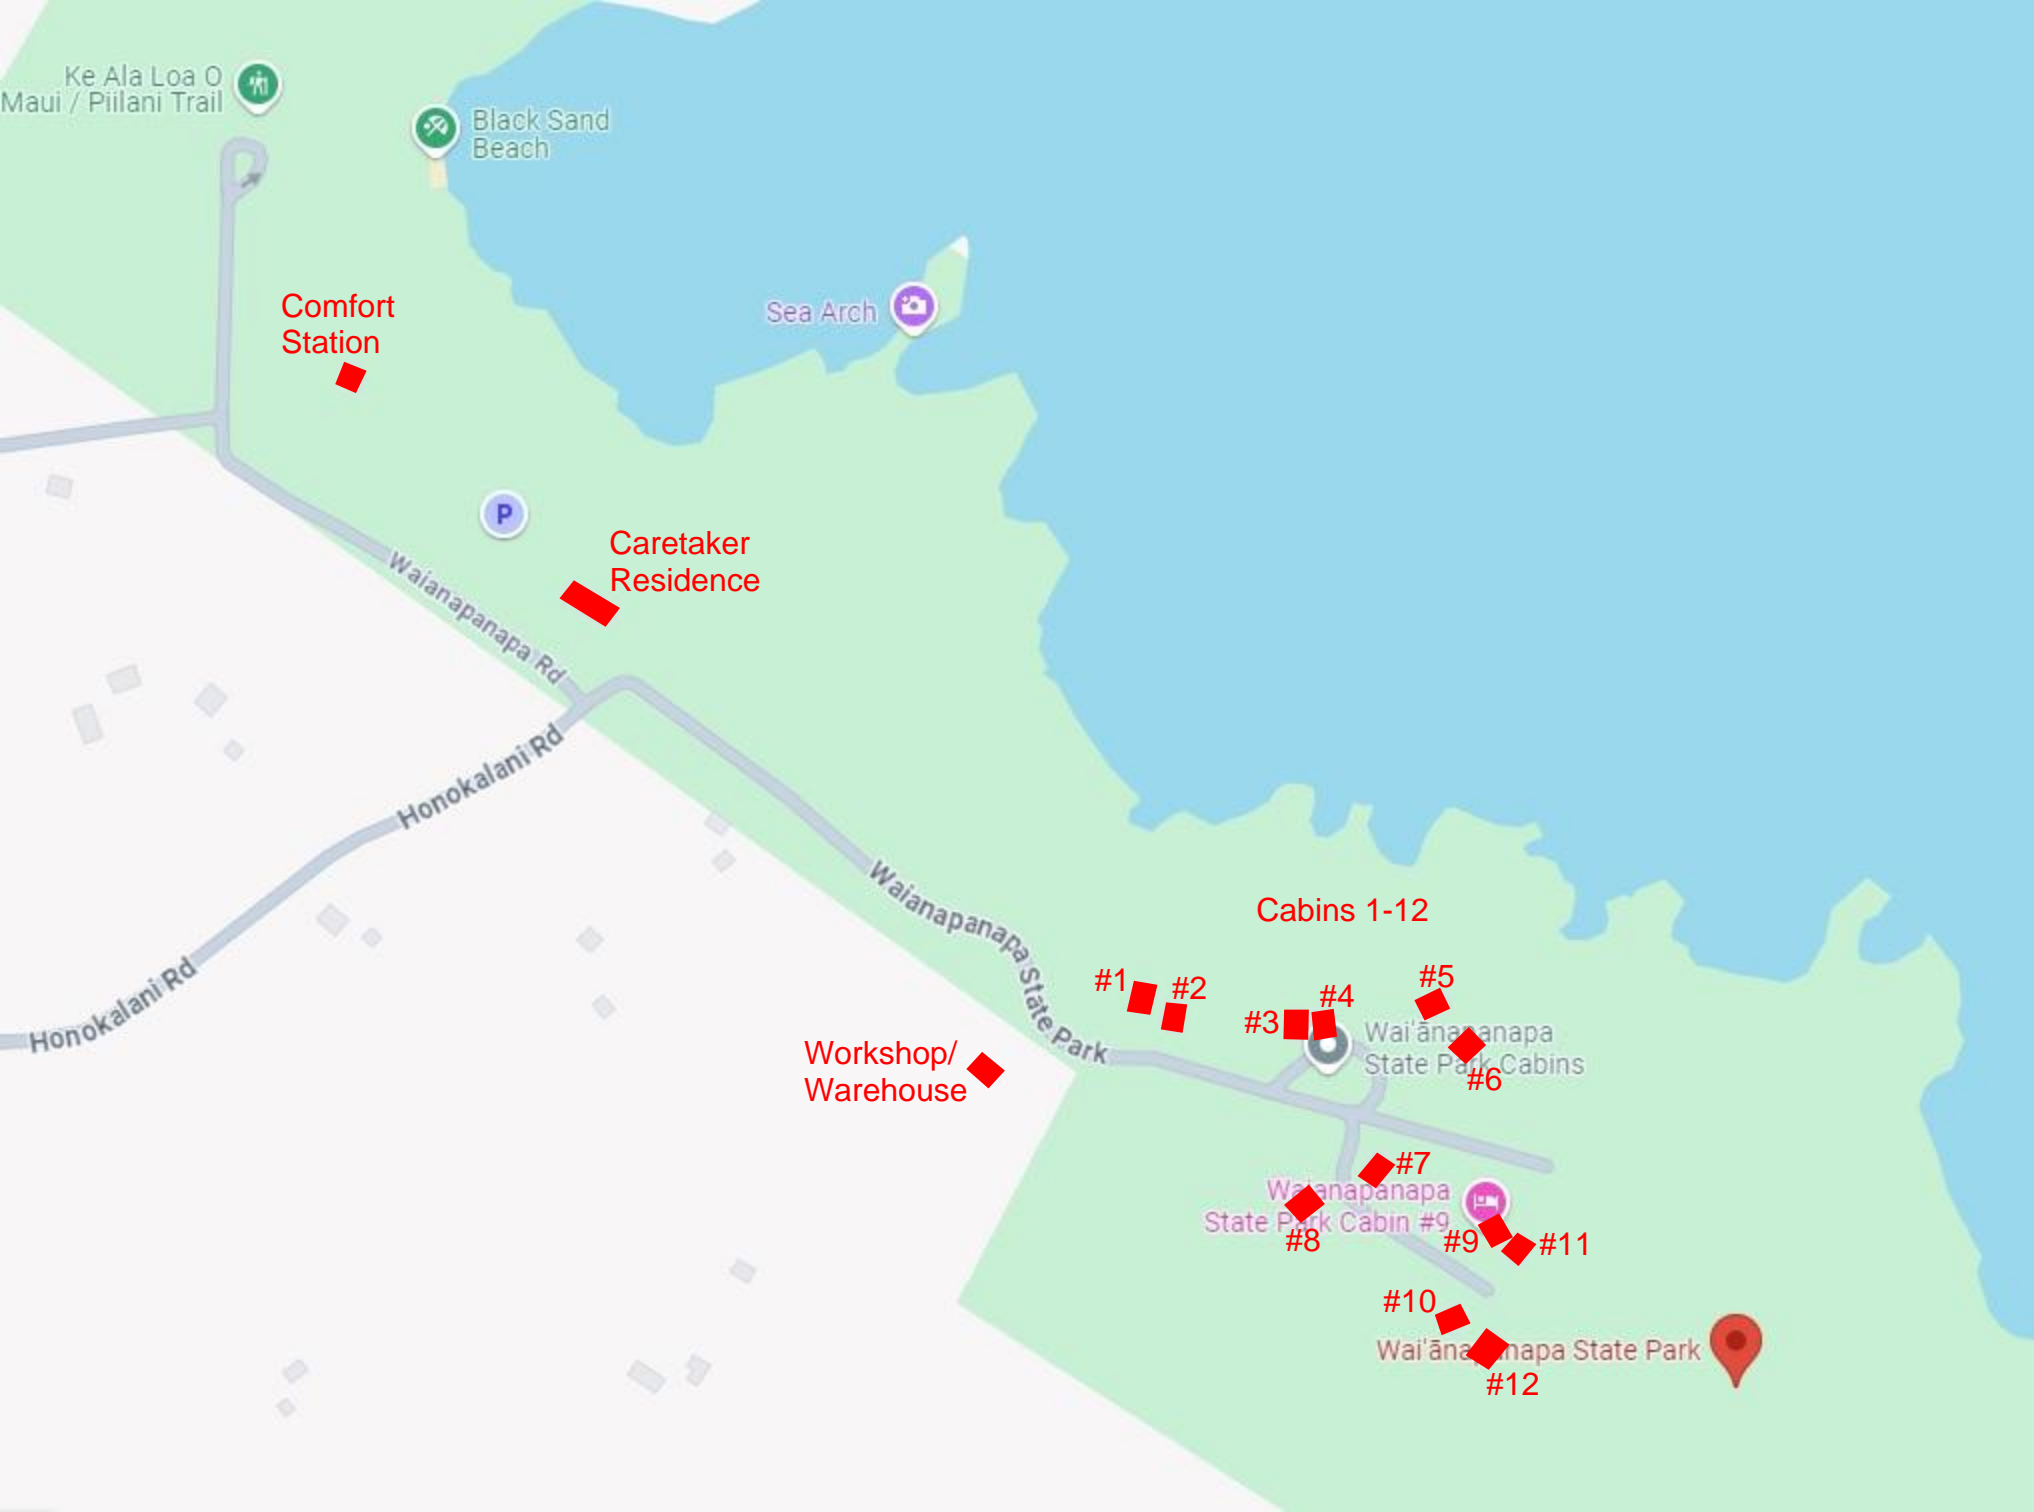 Ke Ala Loa O
Maui / Piilani Trail
Black Sand
Beach
Sea Arch
Comfort
Station
P
Caretaker
Residence
Waianapanapa Rd
Honokalani Rd
Honokalani Rd
Waianapanapa State Park
Cabins 1-12
#1
#2
#3
#4
#5
Wai'ānapanapa
State Park Cabins
#6
Workshop/
Warehouse
#7
Waianapanapa
State Park Cabin #9
#8
#9
#11
#10
Wai'ānapanapa State Park
#12